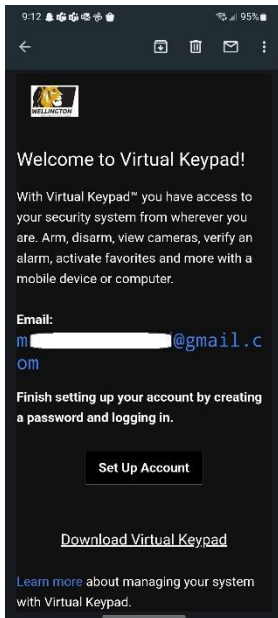 9:12
95%
WELLINGTON
Welcome to Virtual Keypad!
With Virtual Keypad™ you have access to
your security system from wherever you
are. Arm, disarm, view cameras, verify an
alarm, activate favorites and more with a
mobile device or computer.
Email:
m @gmail.c
om
Finish setting up your account by creating
a password and logging in.
Set Up Account
Download Virtual Keypad
Learn more about managing your system
with Virtual Keypad.